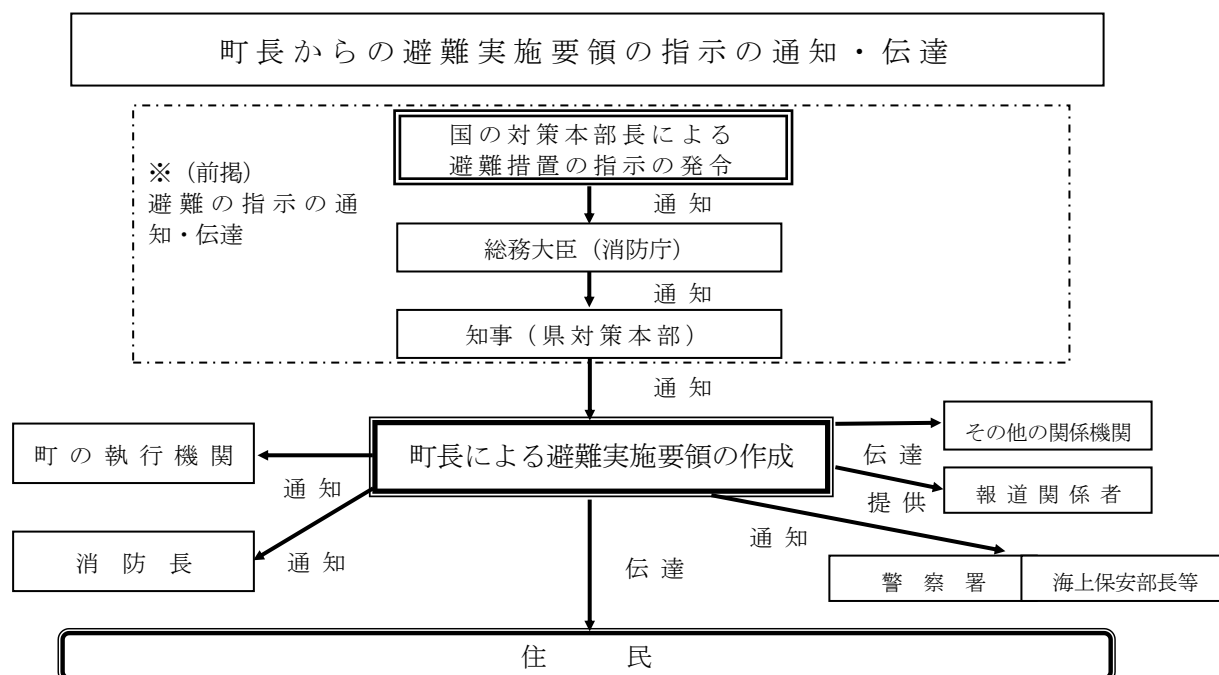 町長からの避難実施要領の指示の通知・伝達
国の対策本部長による
避難措置の指示の発令
※（前掲）
避難の指示の通
知・伝達
通知
総務大臣（消防庁）
通知
知事（県対策本部）
通知
町の執行機関
町長による避難実施要領の作成
その他の関係機関
伝達
通知
提供
報道関係者
通知
消防長
通知
伝達
警察署
海上保安部長等
住民